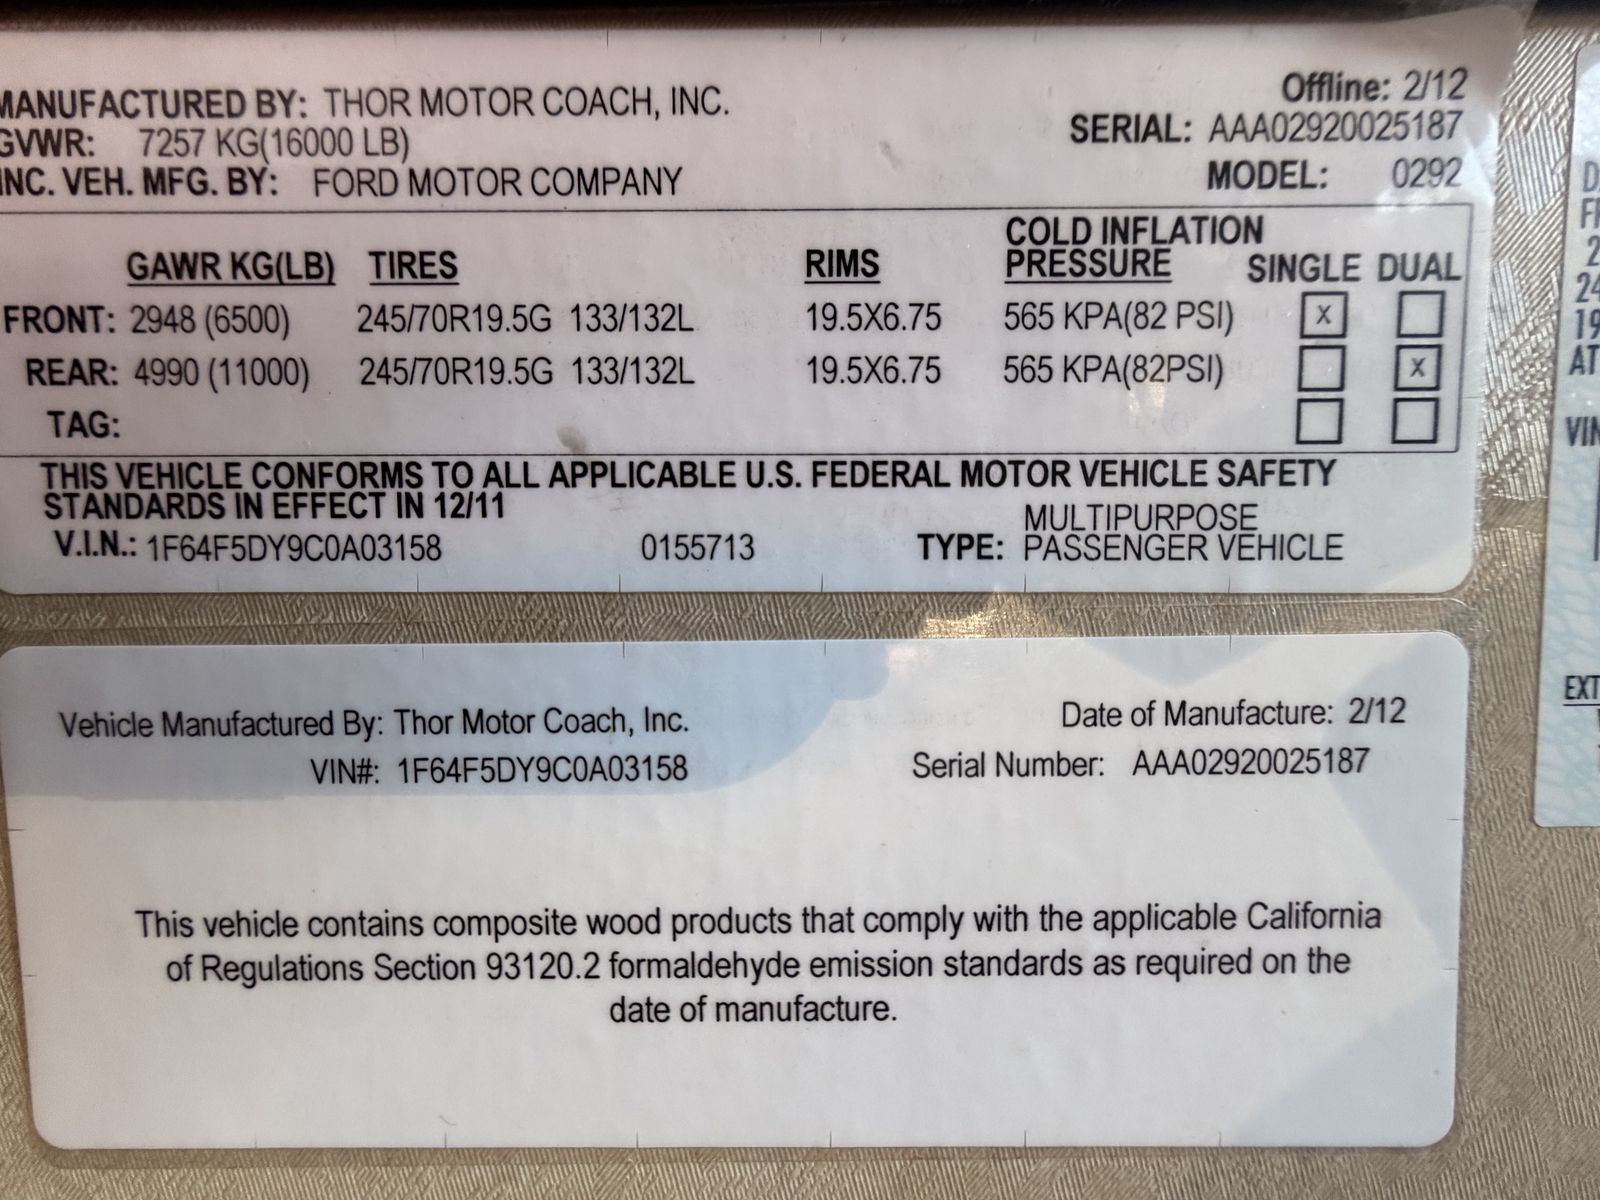 MANUFACTURED BY: THOR MOTOR COACH, INC.
Offline: 2/12
GVWR: 7257 KG(16000 LB)
SERIAL: AAA02920025187
INC. VEH. MFG. BY: FORD MOTOR COMPANY
MODEL: 0292
GAWR KG(LB) TIRES RIMS COLD INFLATION PRESSURE SINGLE DUAL
FRONT: 2948 (6500) 245/70R19.5G 133/132L 19.5X6.75 565 KPA(82 PSI) X
REAR: 4990 (11000) 245/70R19.5G 133/132L 19.5X6.75 565 KPA(82PSI) X
TAG:
THIS VEHICLE CONFORMS TO ALL APPLICABLE U.S. FEDERAL MOTOR VEHICLE SAFETY
STANDARDS IN EFFECT IN 12/11
V.I.N.: 1F64F5DY9C0A03158 0155713 TYPE: MULTIPURPOSE PASSENGER VEHICLE
Vehicle Manufactured By: Thor Motor Coach, Inc.
Date of Manufacture: 2/12
VIN#: 1F64F5DY9C0A03158
Serial Number: AAA02920025187
This vehicle contains composite wood products that comply with the applicable California
of Regulations Section 93120.2 formaldehyde emission standards as required on the
date of manufacture.
VIN
EXT